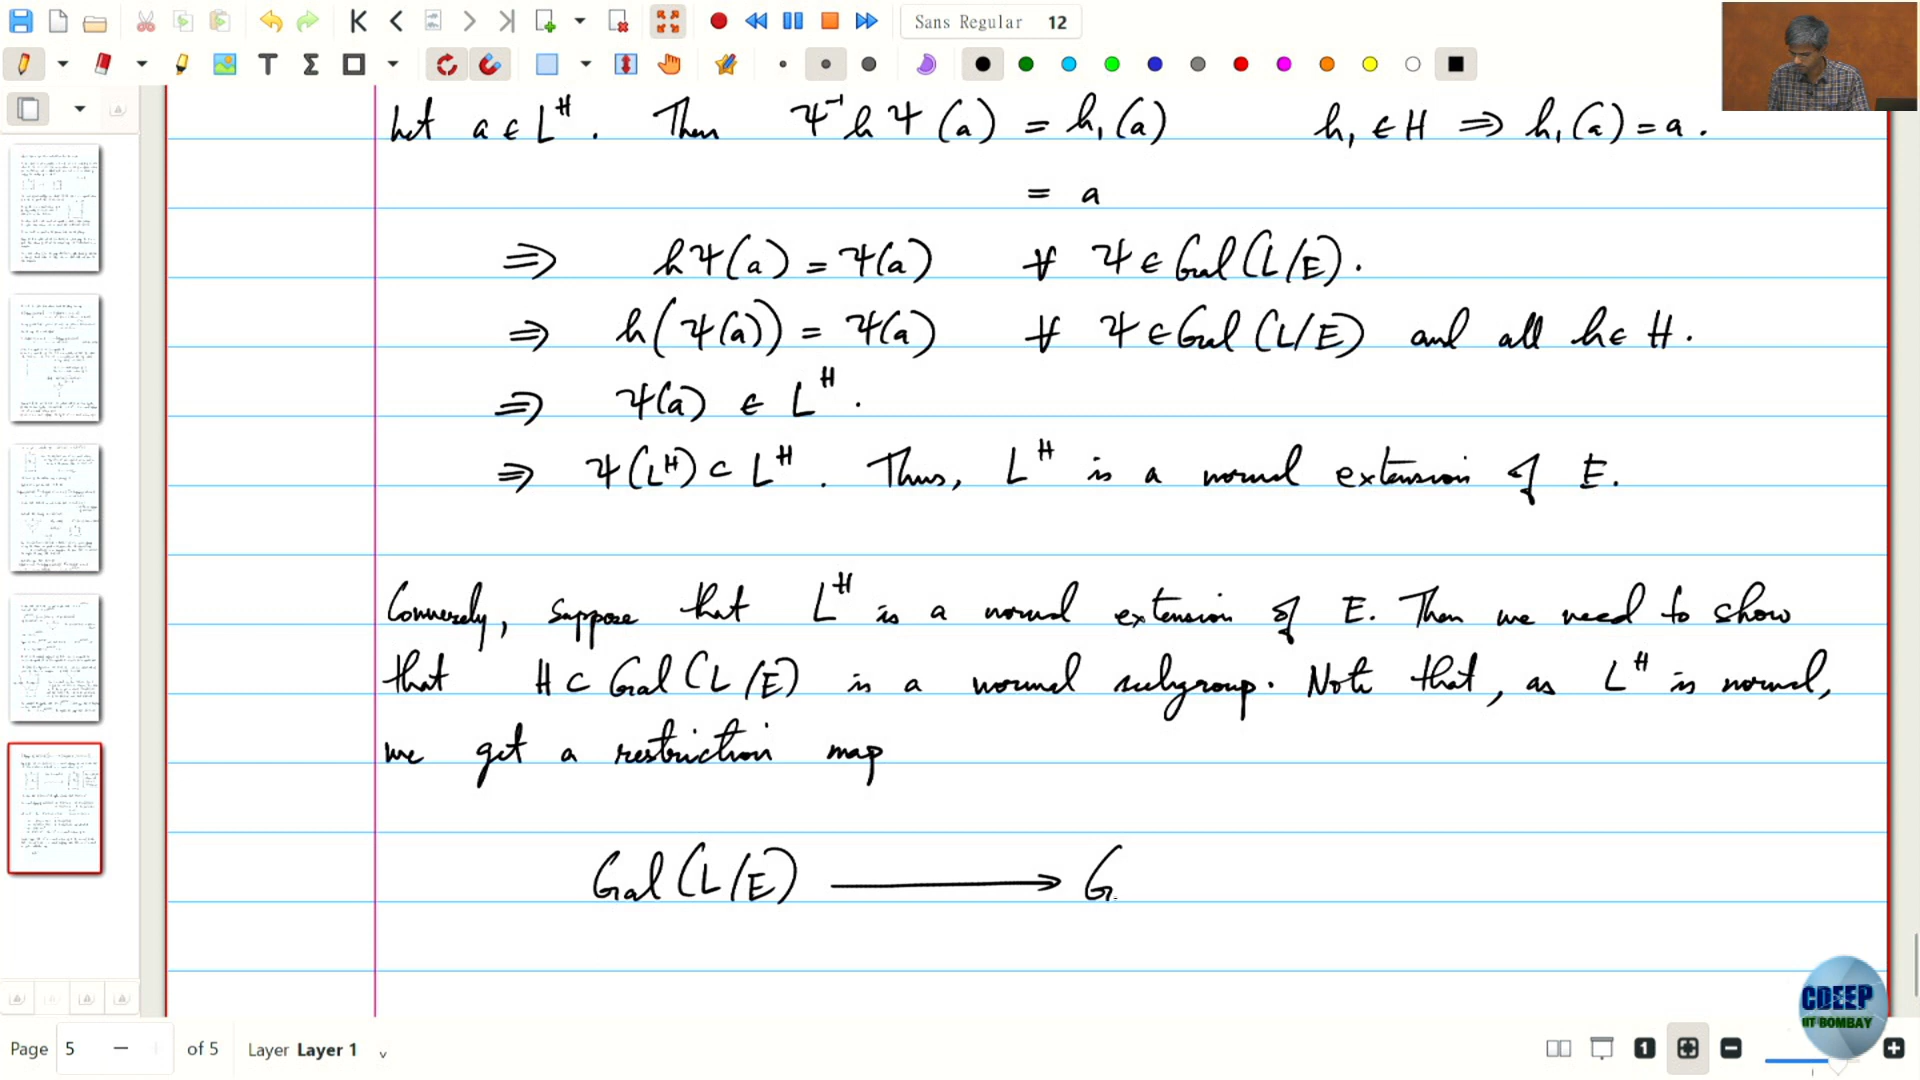 Sans Regular 12
Let a ∈ L^H. Then Ψ^-1 h Ψ (a) = h₁(a) h₁ ∈ H ⇒ h₁(a) = a.
= a
⇒ hΨ(a) = Ψ(a) ∀ Ψ ∈ Gal(L/E).
⇒ h(Ψ(a)) = Ψ(a) ∀ Ψ ∈ Gal(L/E) and all h ∈ H.
⇒ Ψ(a) ∈ L^H.
⇒ Ψ(L^H) ⊂ L^H. Thus, L^H is a normal extension of E.
Conversely, suppose that L^H is a normal extension of E. Then we need to show
that H ⊂ Gal(L/E) is a normal subgroup. Note that, as L^H is normal,
we get a restriction map
Gal(L/E) ⟶ G
CDEEP
IIT BOMBAY
Page 5 of 5 Layer Layer 1